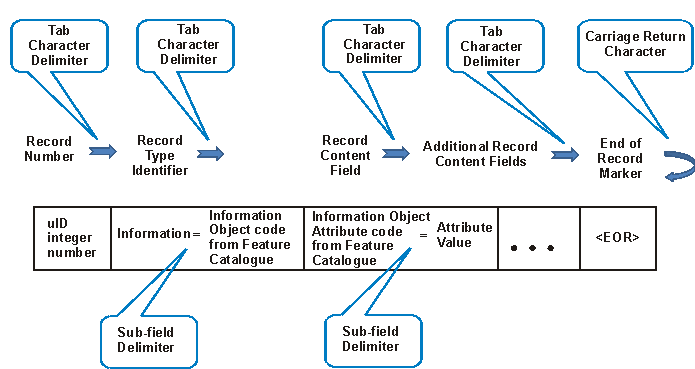 Tab
Character
Delimiter
Tab
Character
Delimiter
Tab
Character
Delimiter
Tab
Character
Delimiter
Carriage Return
Character
Record
Number
Record
Type
Identifier
Record
Content
Field
Additional Record
Content Fields
End of
Record
Marker
uID
integer
number
Information =
Information
Object code
from Feature
Catalogue
Information Object
Attribute code
from Feature
Catalogue
=
Attribute
Value
• • •
<EOR>
Sub-field
Delimiter
Sub-field
Delimiter